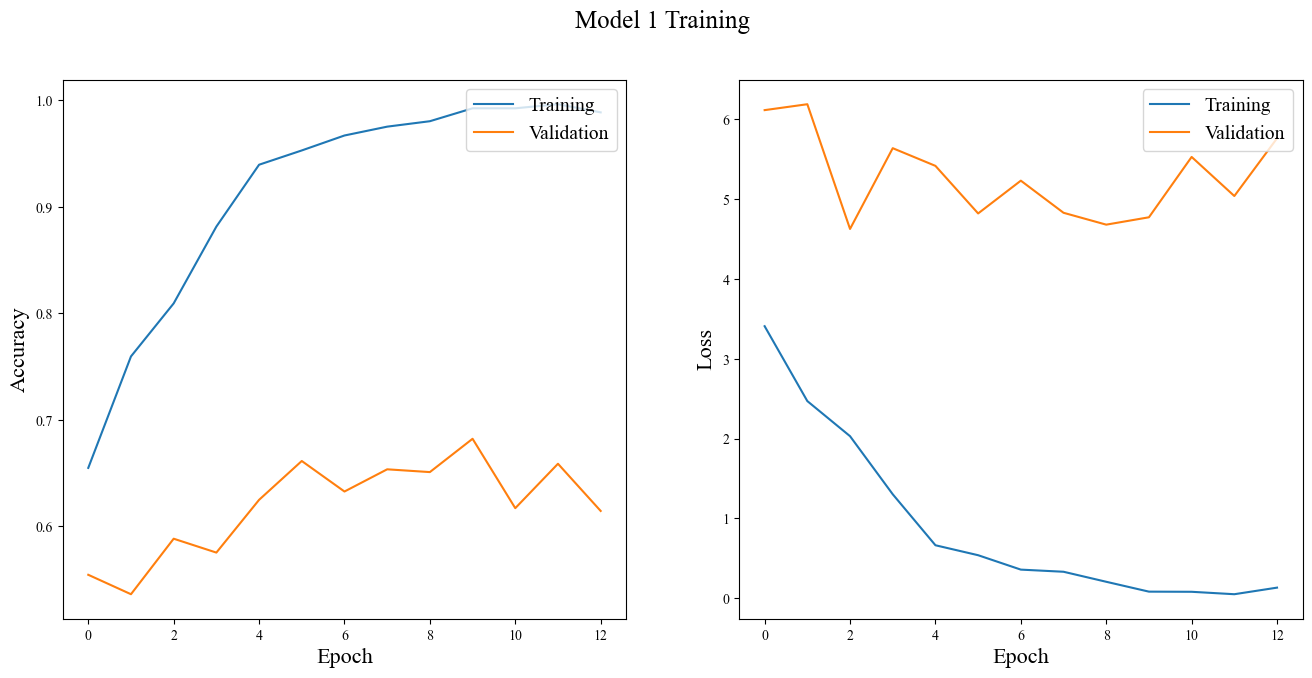 Model 1 Training
Accuracy
1.0
0.9
0.8
0.7
0.6
Training
Validation
0 2 4 6 8 10 12
Epoch
Loss
6
5
4
3
2
1
0
Training
Validation
0 2 4 6 8 10 12
Epoch